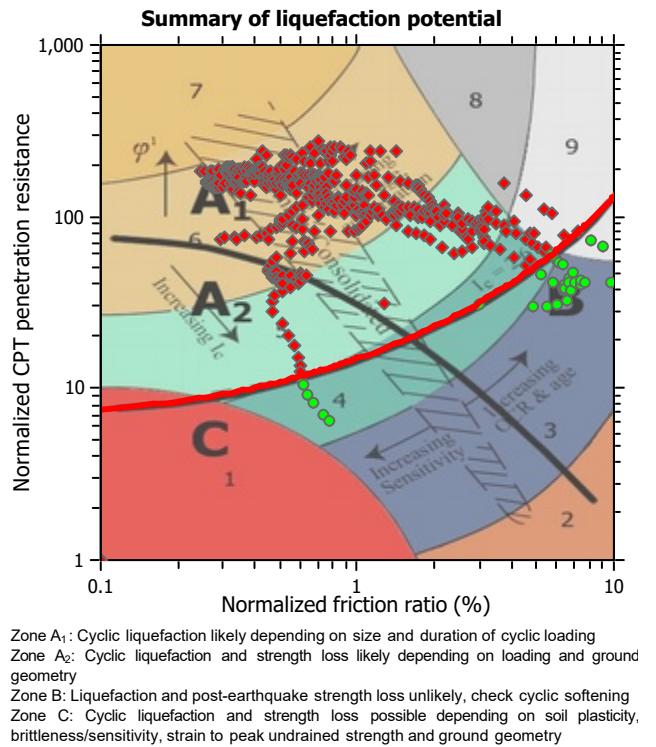 Summary of liquefaction potential
1,000
100
10
1
Normalized CPT penetration resistance
7
8
9
φ'
A1
6
Consolidated
A2
Increasing Ic
Ic =
B
4
Increasing
OCR & age
C
1
Increasing
Sensitivity
3
2
0.1
1
10
Normalized friction ratio (%)
Zone A1: Cyclic liquefaction likely depending on size and duration of cyclic loading
Zone A2: Cyclic liquefaction and strength loss likely depending on loading and ground
geometry
Zone B: Liquefaction and post-earthquake strength loss unlikely, check cyclic softening
Zone C: Cyclic liquefaction and strength loss possible depending on soil plasticity,
brittleness/sensitivity, strain to peak undrained strength and ground geometry